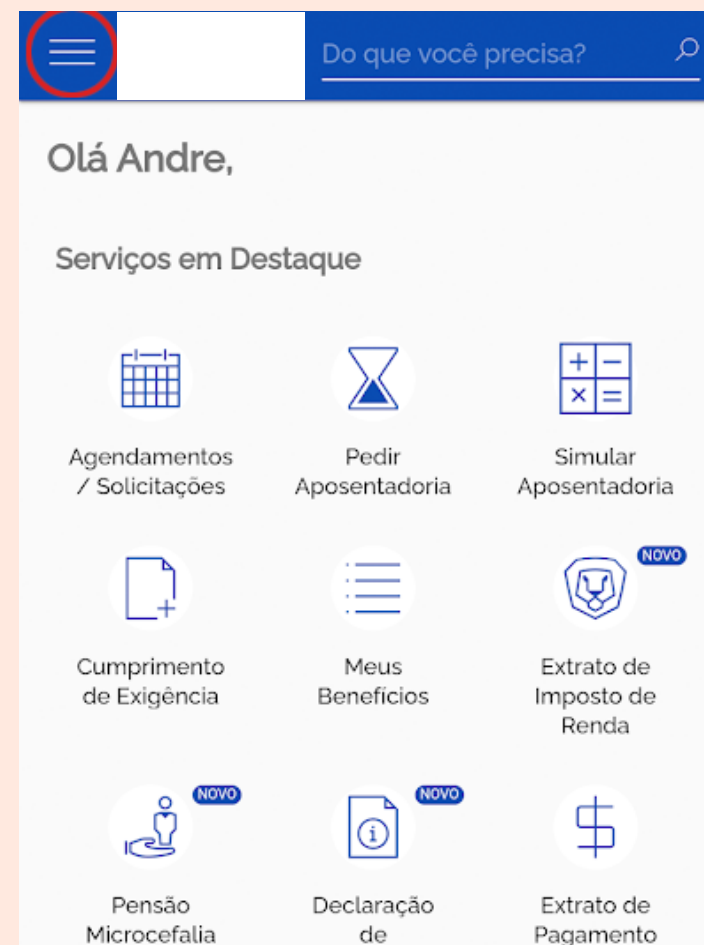 Do que você precisa?
Olá Andre,
Serviços em Destaque
Agendamentos
/ Solicitações
Pedir
Aposentadoria
Simular
Aposentadoria
Cumprimento
de Exigência
Meus
Benefícios
NOVO
Extrato de
Imposto de
Renda
NOVO
Pensão
Microcefalia
NOVO
Declaração
de
Extrato de
Pagamento